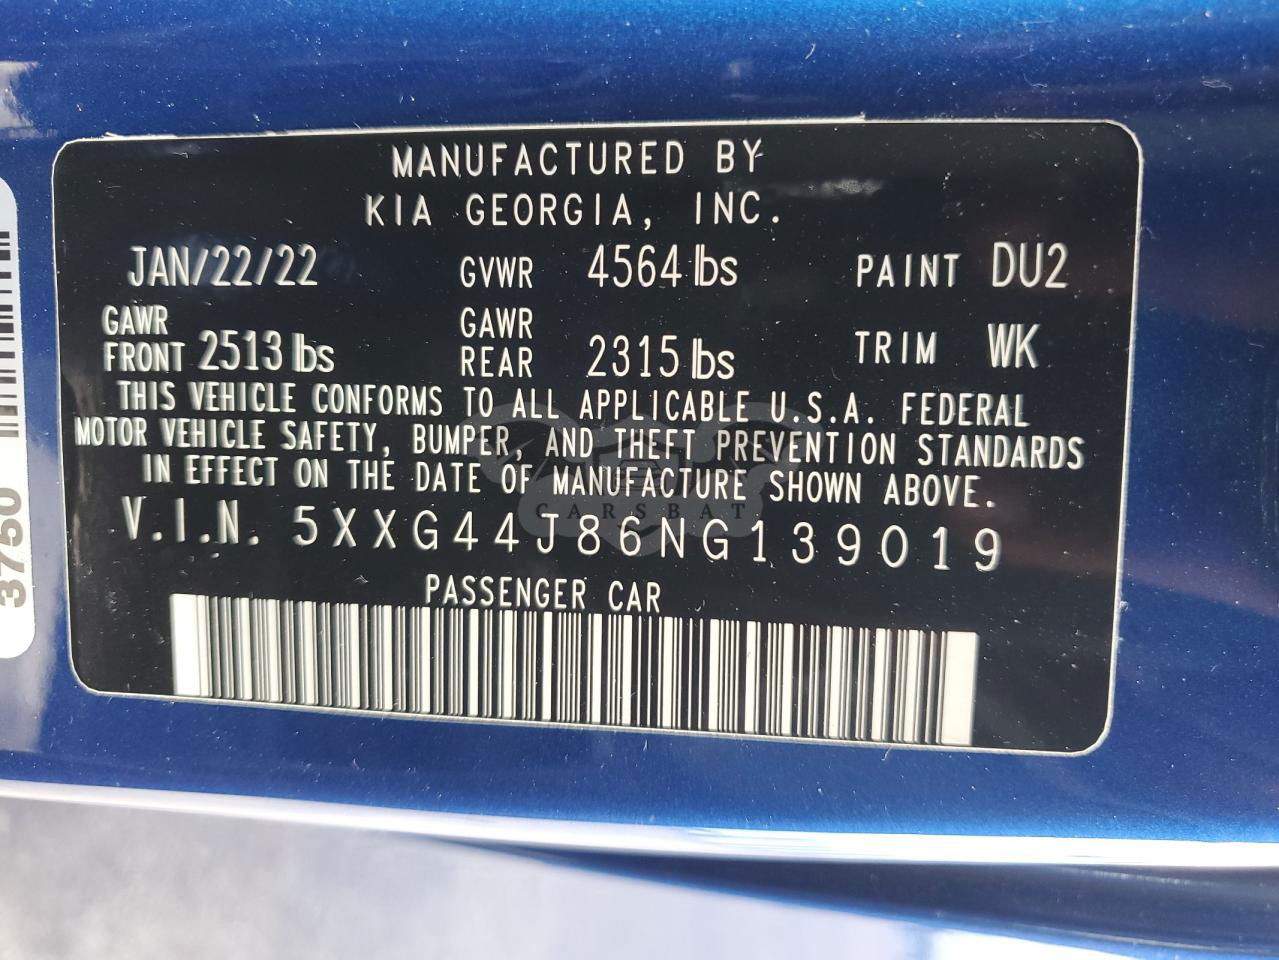 MANUFACTURED BY
KIA GEORGIA, INC.
JAN/22/22 GVWR 4564 lbs PAINT DU2
GAWR FRONT 2513 lbs GAWR REAR 2315 lbs TRIM WK
THIS VEHICLE CONFORMS TO ALL APPLICABLE U.S.A. FEDERAL
MOTOR VEHICLE SAFETY, BUMPER, AND THEFT PREVENTION STANDARDS
IN EFFECT ON THE DATE OF MANUFACTURE SHOWN ABOVE.
V.I.N. 5XXG44J86NG139019
PASSENGER CAR
CARSBAT
3750